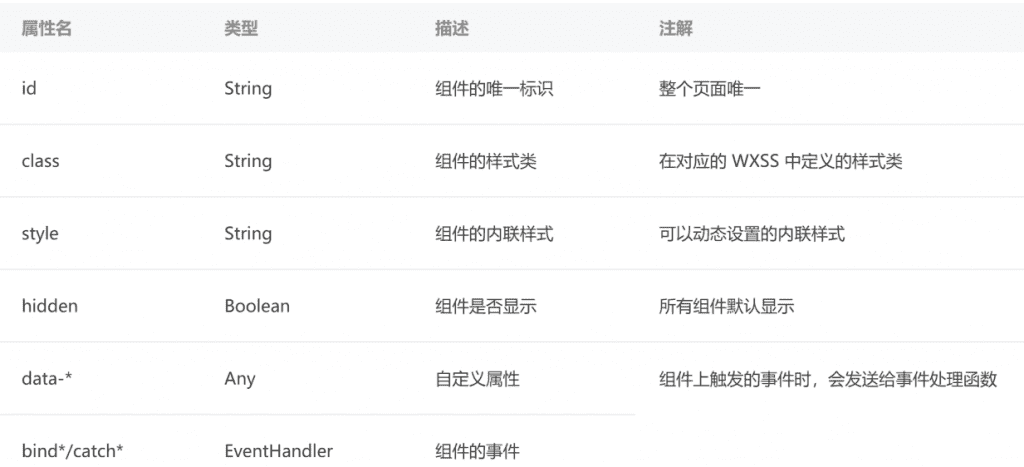 属性名 类型 描述 注解
id String 组件的唯一标识 整个页面唯一
class String 组件的样式类 在对应的 WXSS 中定义的样式类
style String 组件的内联样式 可以动态设置的内联样式
hidden Boolean 组件是否显示 所有组件默认显示
data-* Any 自定义属性 组件上触发的事件时，会发送给事件处理函数
bind*/catch* EventHandler 组件的事件